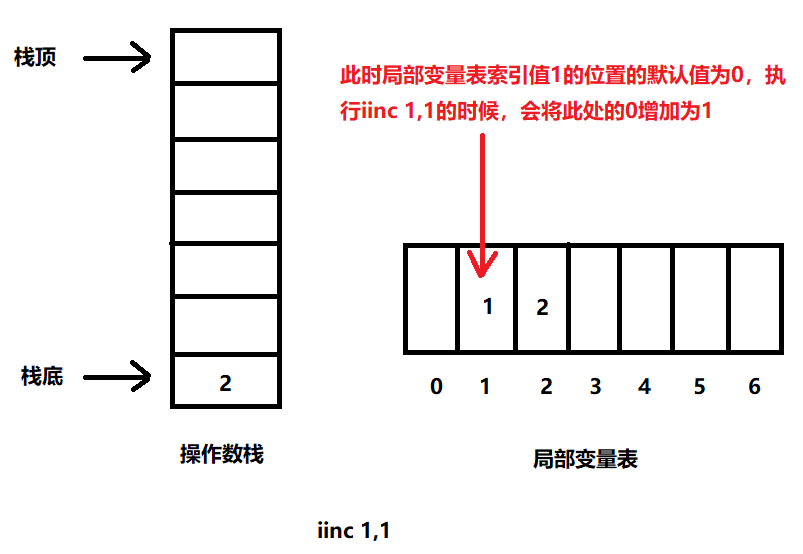 栈顶
此时局部变量表索引值1的位置的默认值为0，执
行iinc 1,1的时候，会将此处的0增加为1
1 2
栈底
2
0 1 2 3 4 5 6
操作数栈
局部变量表
iinc 1,1